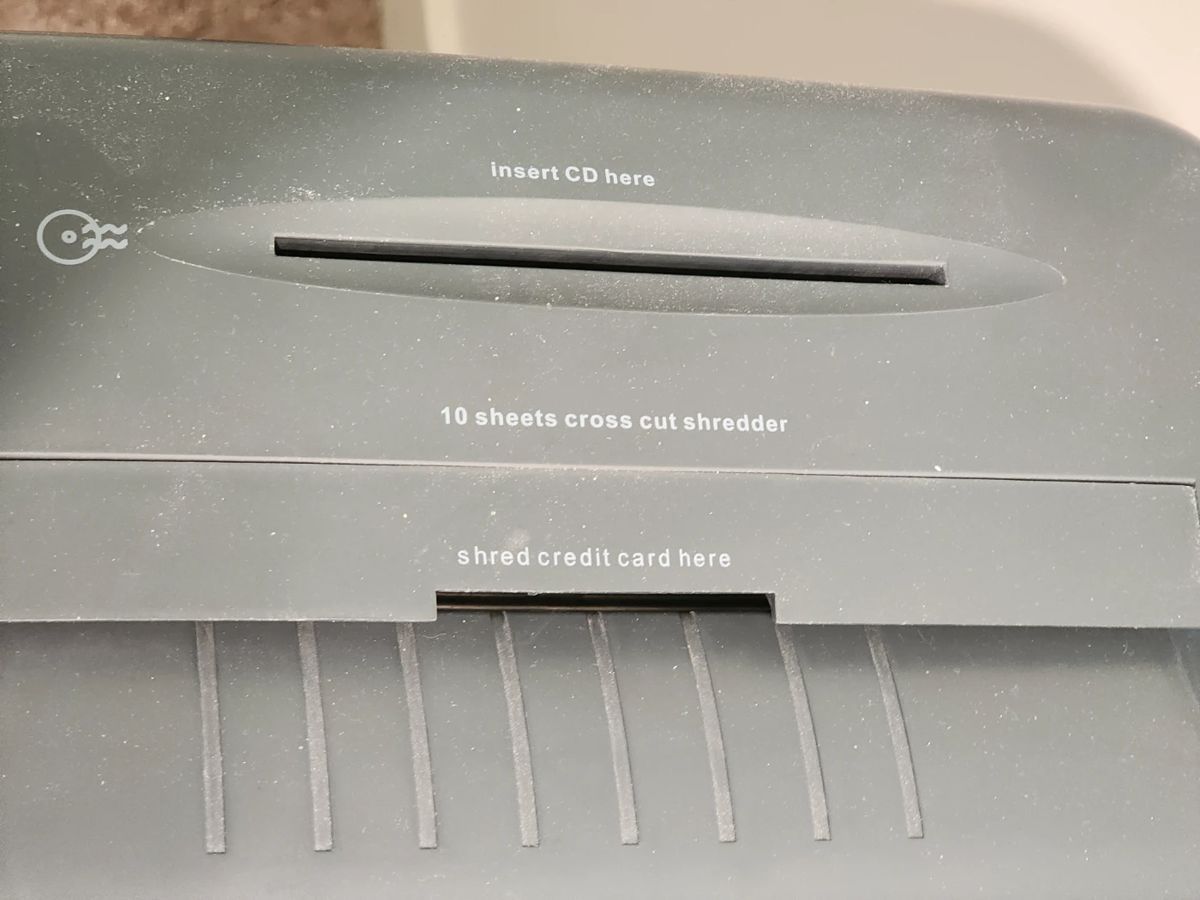 insert CD here
10 sheets cross cut shredder
shred credit card here